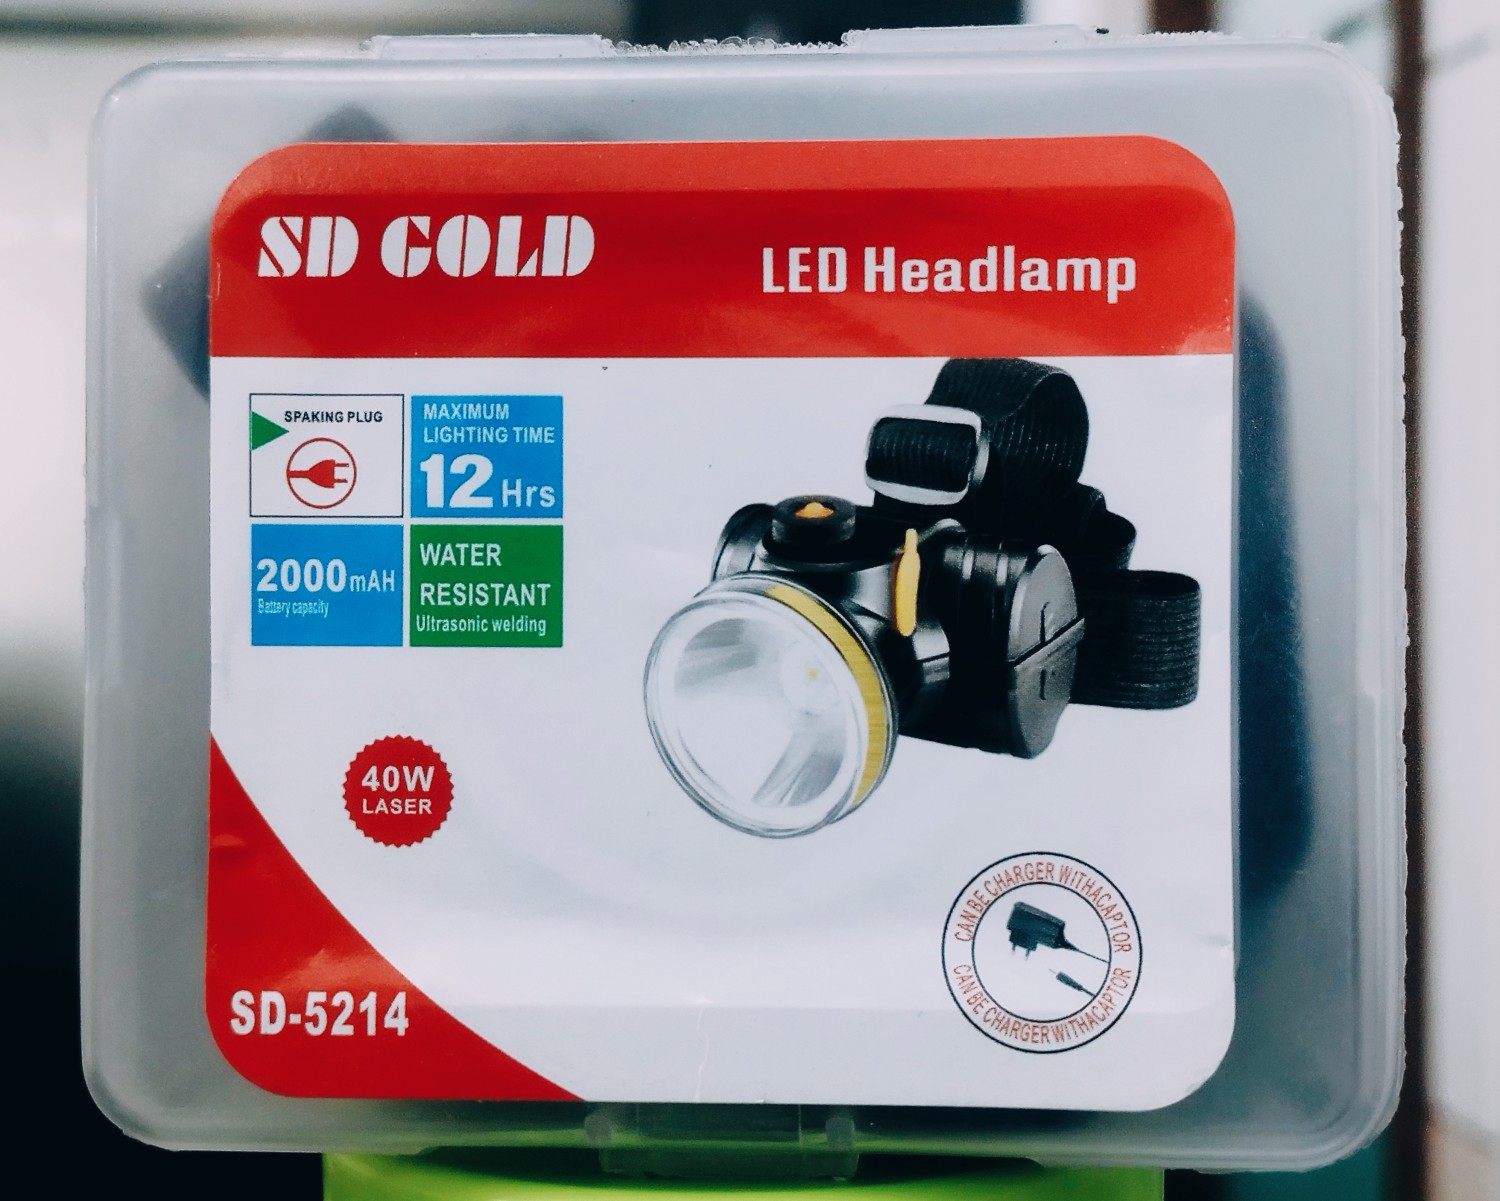 SD GOLD
LED Headlamp
SPAKING PLUG
MAXIMUM
LIGHTING TIME
12 Hrs
2000mAH
Battery capacity
WATER
RESISTANT
Ultrasonic welding
40W
LASER
CAN BE CHARGER WITHACAPTOR
CAN BE CHARGER WITHACAPTOR
SD-5214